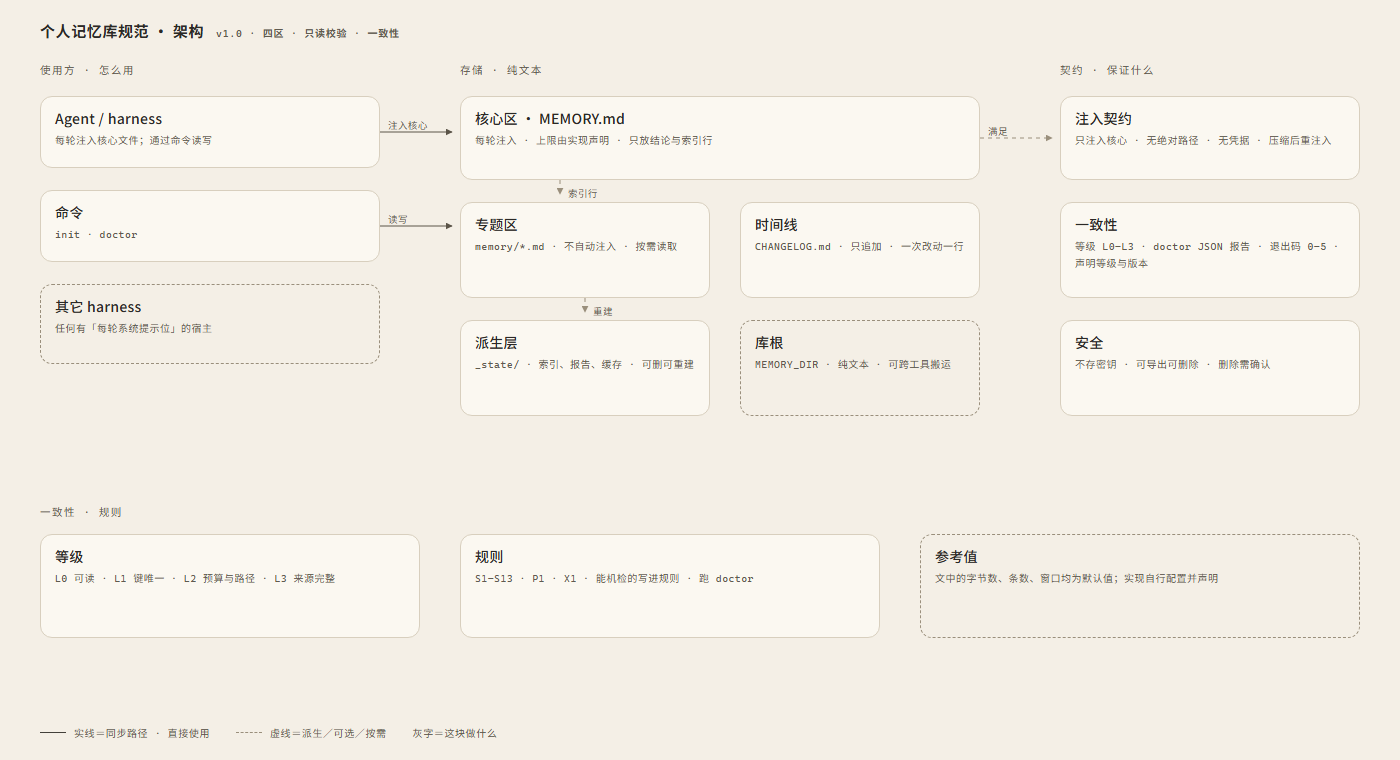 个人记忆库规范 · 架构 v1.0 · 四区 · 只读校验 · 一致性
使用方 · 怎么用
存储 · 纯文本
契约 · 保证什么
Agent / harness
每轮注入核心文件；通过命令读写
注入核心
核心区 · MEMORY.md
每轮注入 · 上限由实现声明 · 只放结论与索引行
满足
注入契约
只注入核心 · 无绝对路径 · 无凭据 · 压缩后重注入
索引行
命令
init · doctor
读写
专题区
memory/*.md · 不自动注入 · 按需读取
时间线
CHANGELOG.md · 只追加 · 一次改动一行
一致性
等级 L0–L3 · doctor JSON 报告 · 退出码 0–5 ·
声明等级与版本
其它 harness
任何有「每轮系统提示位」的宿主
重建
派生层
_state/ · 索引、报告、缓存 · 可删可重建
库根
MEMORY_DIR · 纯文本 · 可跨工具搬运
安全
不存密钥 · 可导出可删除 · 删除需确认
一致性 · 规则
等级
L0 可读 · L1 键唯一 · L2 预算与路径 · L3 来源完整
规则
S1–S13 · P1 · X1 · 能机检的写进规则 · 跑 doctor
参考值
文中的字节数、条数、窗口均为默认值；实现自行配置并声明
实线＝同步路径 · 直接使用
虚线＝派生／可选／按需
灰字＝这块做什么